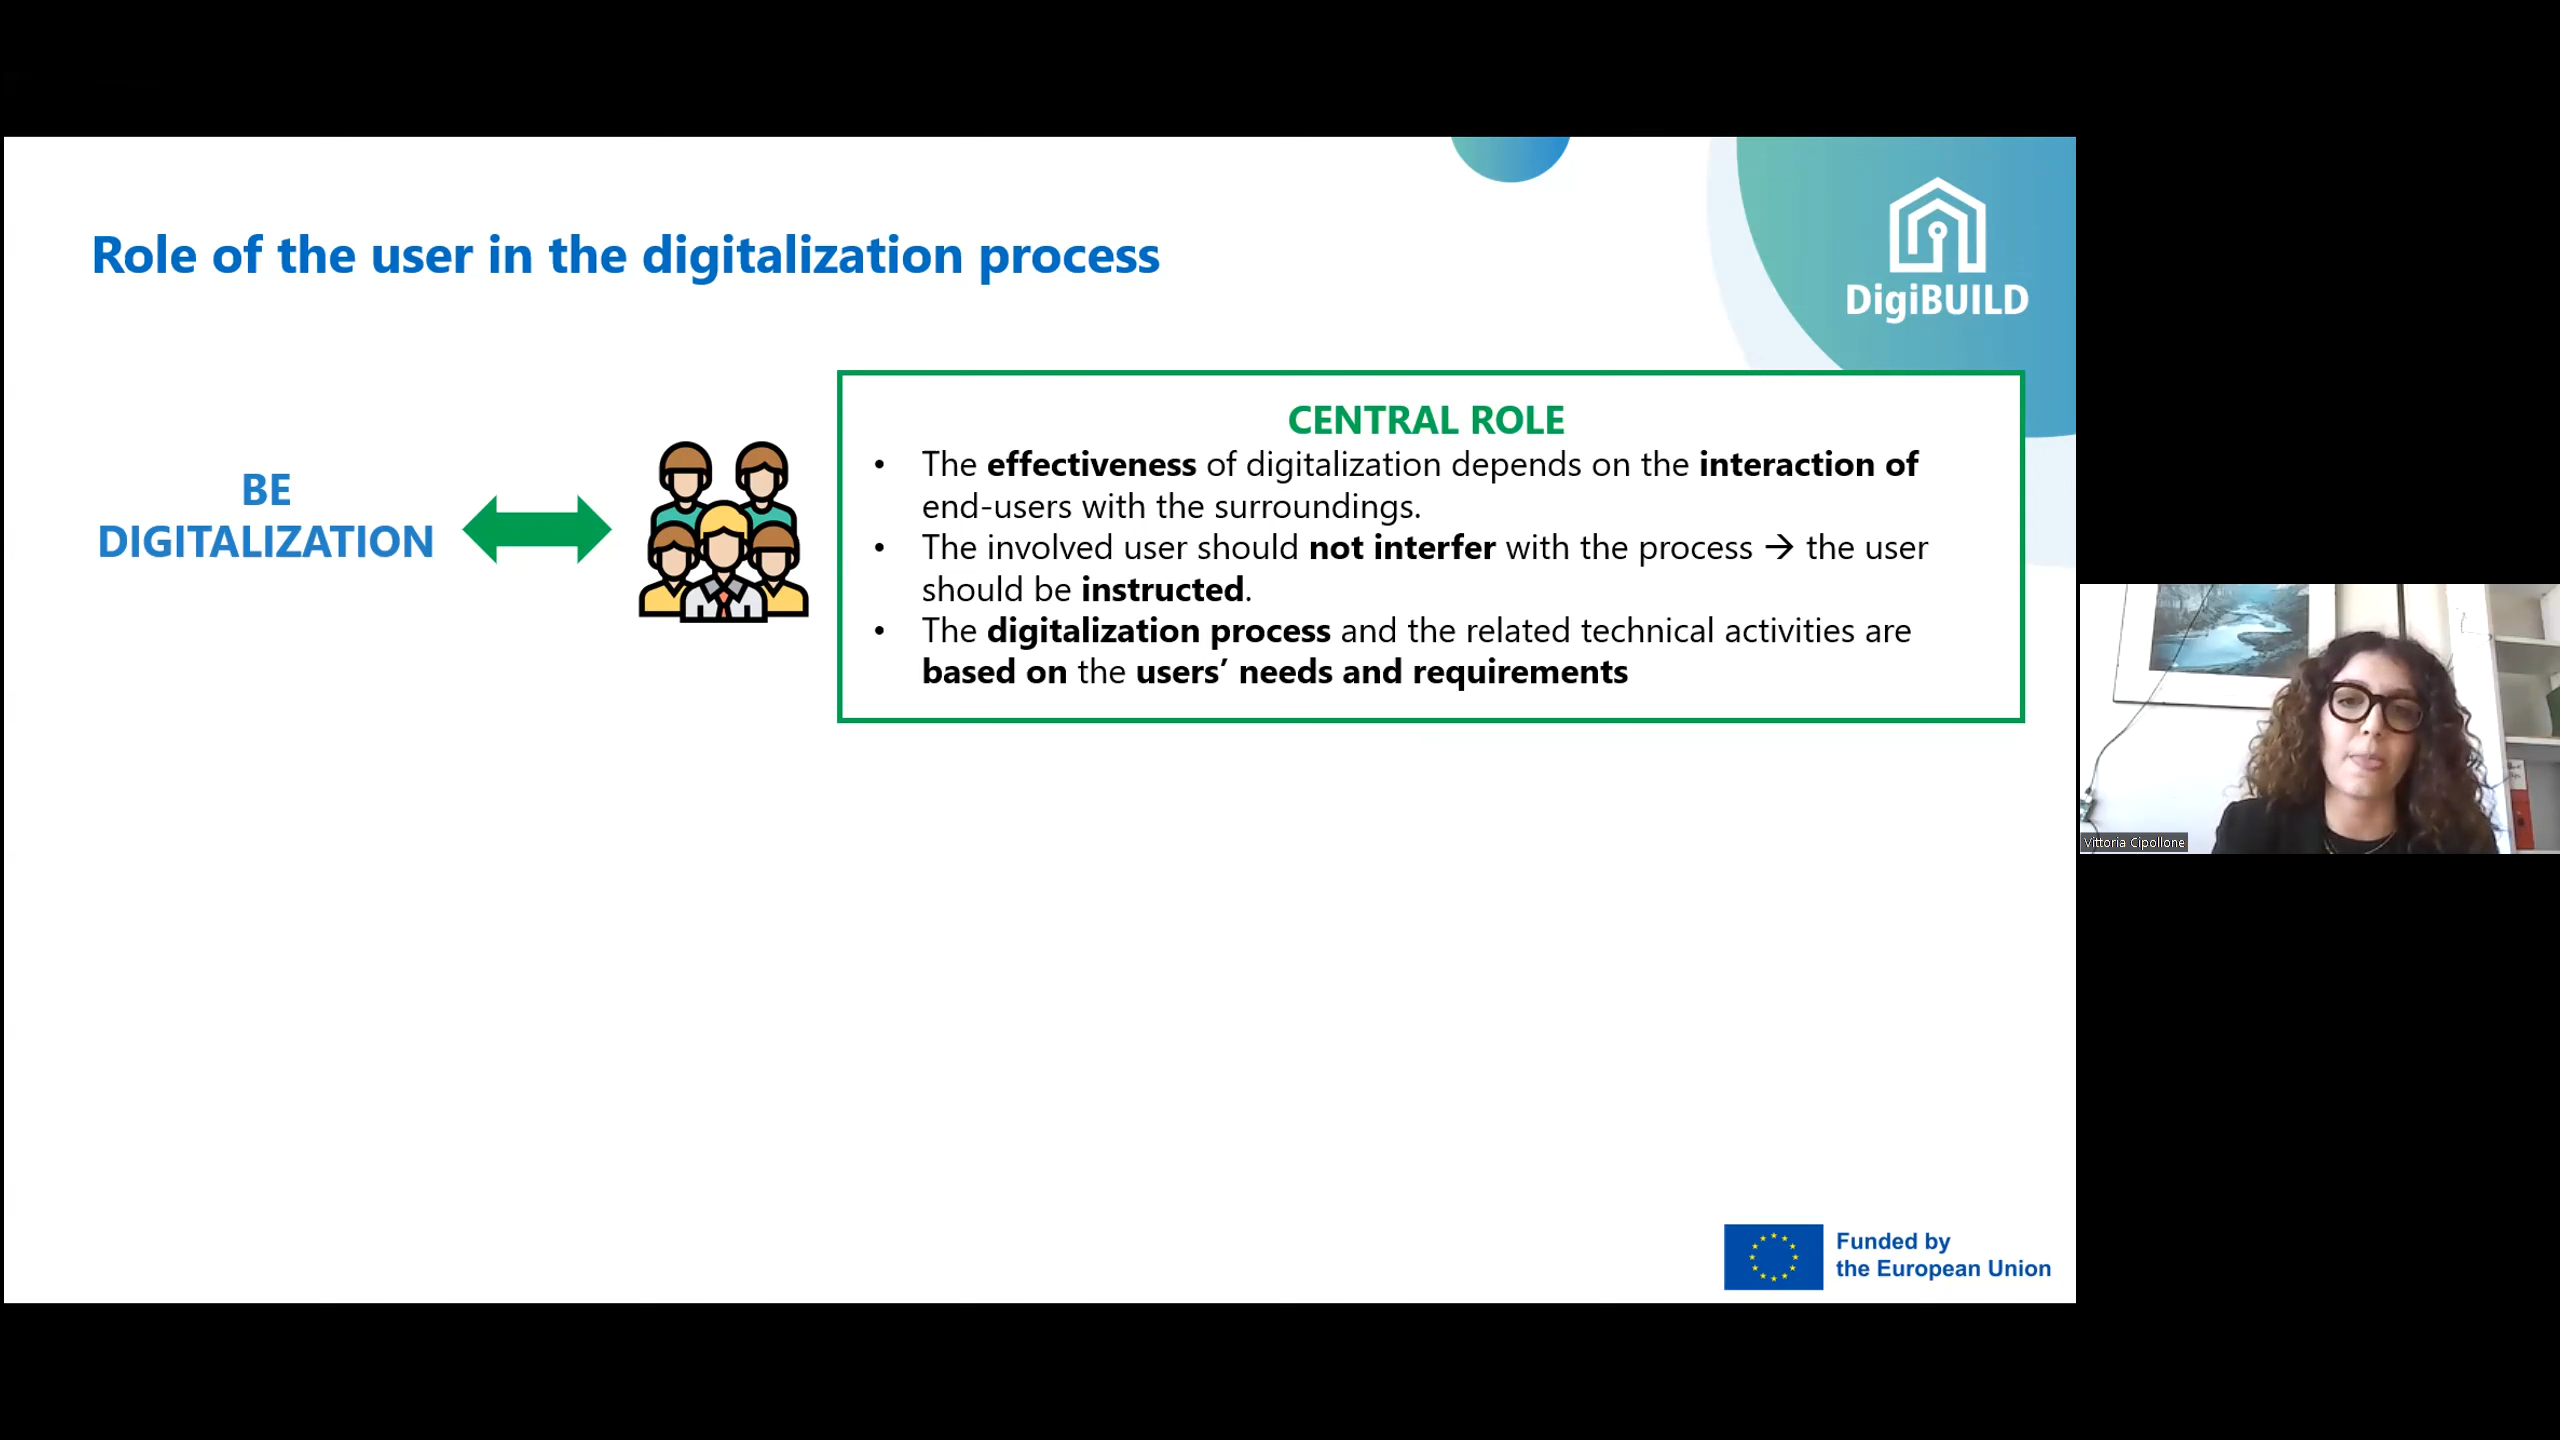 Role of the user in the digitalization process
DigiBUILD
BE
DIGITALIZATION
CENTRAL ROLE
• The effectiveness of digitalization depends on the interaction of
end-users with the surroundings.
• The involved user should not interfer with the process → the user
should be instructed.
• The digitalization process and the related technical activities are
based on the users’ needs and requirements
Vittoria Cipollone
Funded by
the European Union